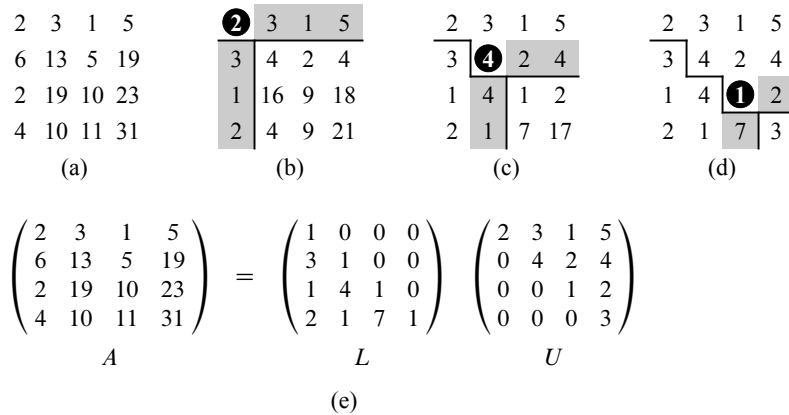 2 3 1 5 2 3 1 5 2 3 1 5 2 3 1 5
6 13 5 19 3 4 2 4 3 4 2 4 3 4 2 4
2 19 10 23 1 16 9 18 1 4 1 2 1 4 1 2
4 10 11 31 2 4 9 21 2 1 7 17 2 1 7 3
(a) (b) (c) (d)
2 3 1 5 1 0 0 0 2 3 1 5
6 13 5 19 = 3 1 0 0 0 4 2 4
2 19 10 23 1 4 1 0 0 0 1 2
4 10 11 31 2 1 7 1 0 0 0 3
A L U
(e)